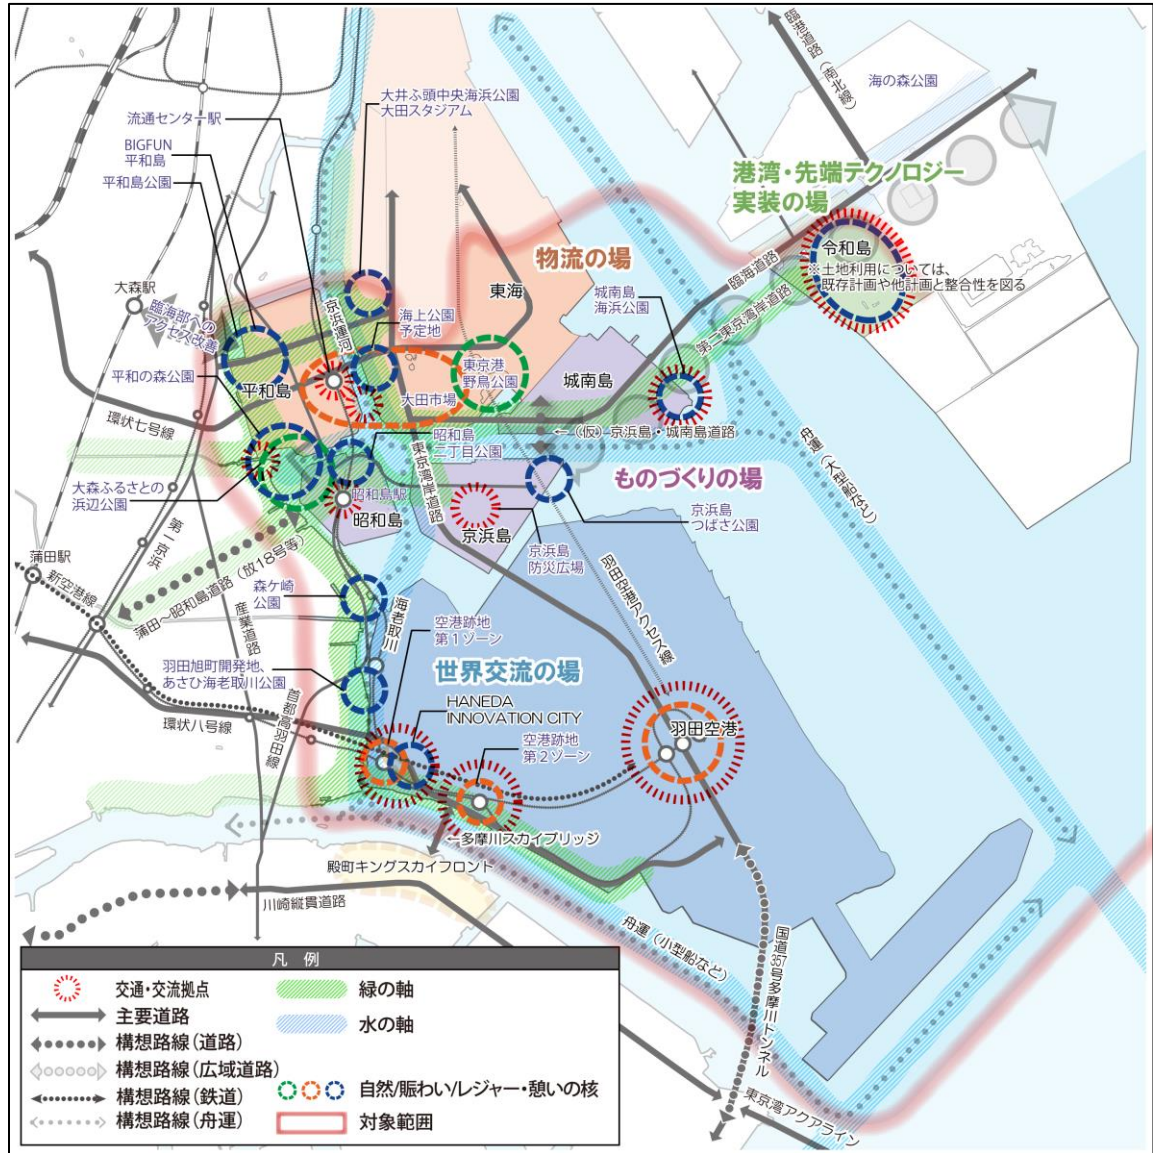 臨港道路（南北線）
海の森公園
大井ふ頭中央海浜公園
大田スタジアム
流通センター駅
BIGFUN
平和島
平和島公園
港湾・先端テクノロジー
実装の場
令和島
※土地利用については、
既存計画や他計画と整合性を図る
物流の場
東海
臨海道路
第二東京湾岸道路
城南島
海浜公園
大森駅
臨海部への
アクセス改善
京浜運河
海上公園
予定地
東京港
野鳥公園
城南島
平和の森公園
平和島
大田市場
環状七号線
←（仮）京浜島・城南島道路
昭和島
二丁目公園
東京湾岸道路
舟運（大型船など）
ものづくりの場
大森ふるさとの
浜辺公園
昭和島駅
昭和島
京浜島
京浜島
つばさ公園
京浜島
防災広場
第一京浜
蒲田駅
新空港線
蒲田～昭和島道路（放18号等）
産業道路
森ケ崎
公園
海老取川
羽田空港アクセス線
空港跡地
第１ゾーン
世界交流の場
羽田旭町開発地、
あさひ海老取川公園
HANEDA
INNOVATION CITY
羽田空港
首都高羽田線
環状八号線
空港跡地
第２ゾーン
←多摩川スカイブリッジ
殿町キングスカイフロント
川崎縦貫道路
舟運（小型船など）
国道357号多摩川トンネル
東京湾アクアライン
凡 例
交通・交流拠点
緑の軸
主要道路
水の軸
構想路線（道路）
構想路線（広域道路）
構想路線（鉄道）
自然/賑わい/レジャー・憩いの核
構想路線（舟運）
対象範囲